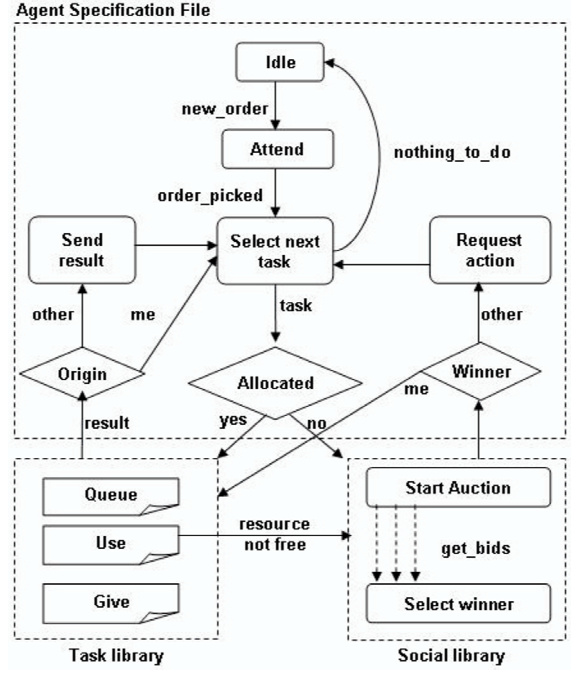 Agent Specification File
Idle
new_order
Attend
nothing_to_do
order_picked
Send
result
Select next
task
Request
action
other
me
task
other
Origin
Allocated
Winner
me
result
yes
no
Queue
Use
Give
resource
not free
Start Auction
get_bids
Select winner
Task library
Social library